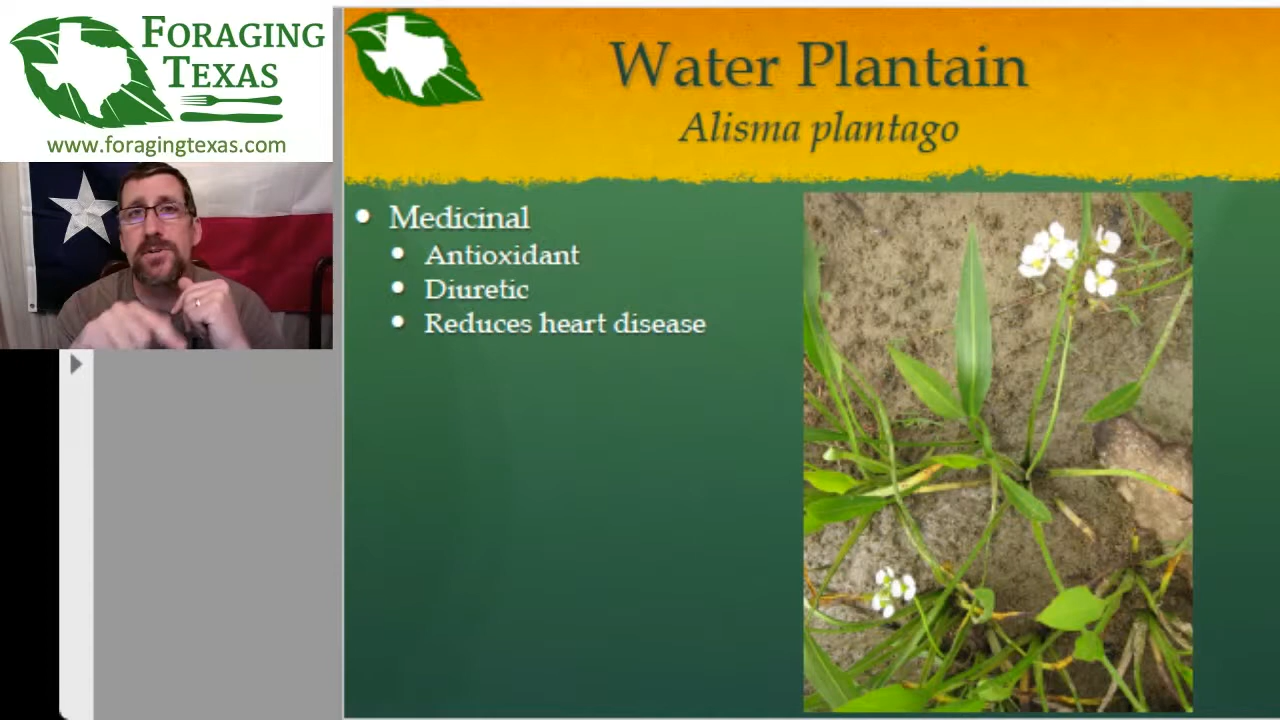 FORAGING
TEXAS
www.foragingtexas.com
Water Plantain
Alisma plantago
Medicinal
Antioxidant
Diuretic
Reduces heart disease